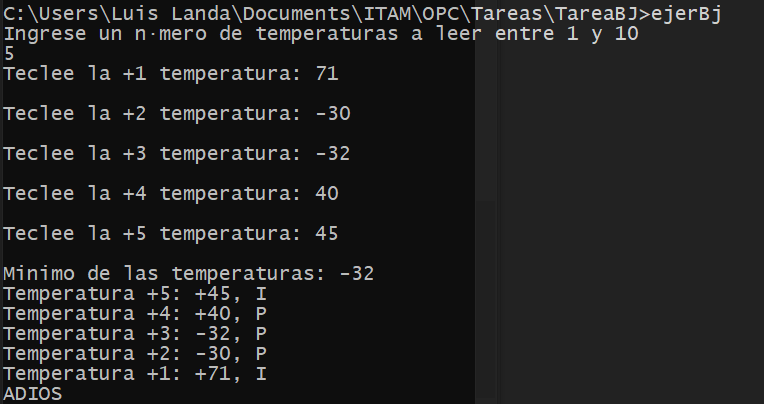 C:\Users\Luis Landa\Documents\ITAM\OPC\Tareas\TareaBJ>ejerBj
Ingrese un n·mero de temperaturas a leer entre 1 y 10
5
Teclee la +1 temperatura: 71
Teclee la +2 temperatura: -30
Teclee la +3 temperatura: -32
Teclee la +4 temperatura: 40
Teclee la +5 temperatura: 45
Minimo de las temperaturas: -32
Temperatura +5: +45, I
Temperatura +4: +40, P
Temperatura +3: -32, P
Temperatura +2: -30, P
Temperatura +1: +71, I
ADIOS